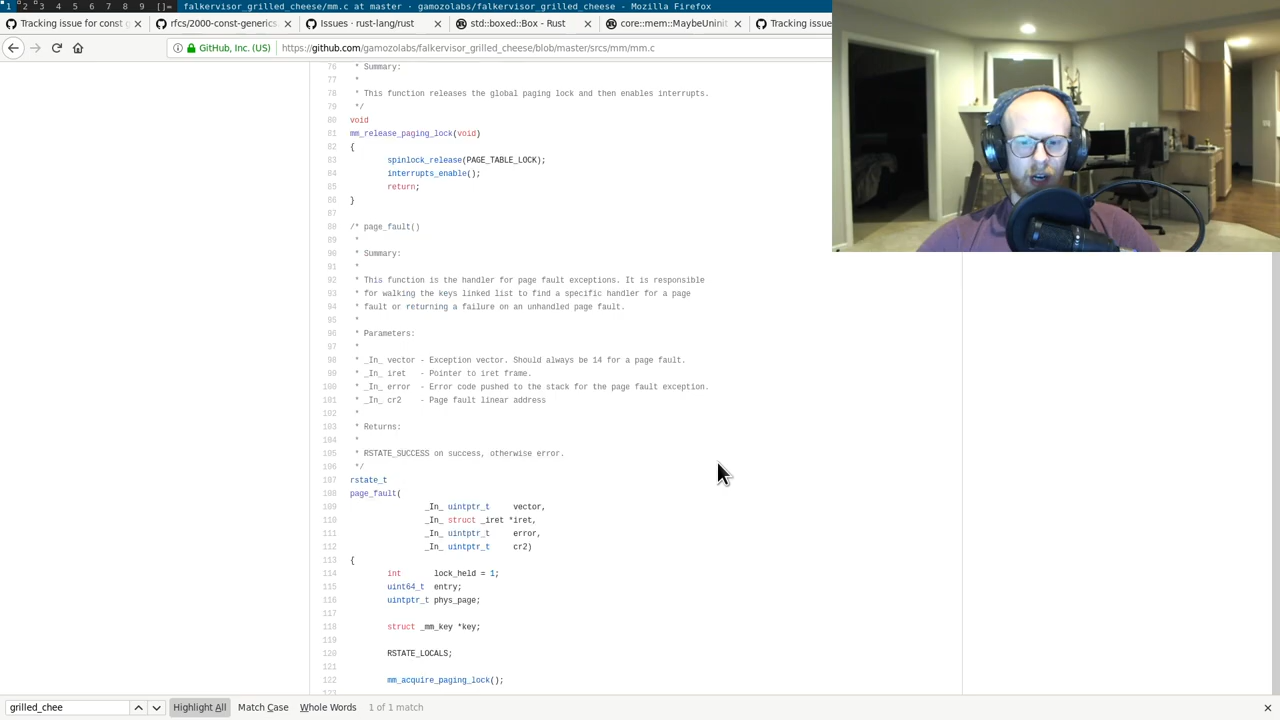 1 2 3 4 5 6 7 8 9 []= falkervisor_grilled_cheese/mm.c at master · gamozolabs/falkervisor_grilled_cheese - Mozilla Firefox
Tracking issue for const g rfcs/2000-const-generics Issues · rust-lang/rust std::boxed::Box - Rust core::mem::MaybeUninit Tracking issue
GitHub, Inc. (US) https://github.com/gamozolabs/falkervisor_grilled_cheese/blob/master/srcs/mm/mm.c
76 * Summary:
77 *
78 * This function releases the global paging lock and then enables interrupts.
79 */
80 void
81 mm_release_paging_lock(void)
82 {
83 spinlock_release(PAGE_TABLE_LOCK);
84 interrupts_enable();
85 return;
86 }
87
88 /* page_fault()
89 *
90 * Summary:
91 *
92 * This function is the handler for page fault exceptions. It is responsible
93 * for walking the keys linked list to find a specific handler for a page
94 * fault or returning a failure on an unhandled page fault.
95 *
96 * Parameters:
97 *
98 * _In_ vector - Exception vector. Should always be 14 for a page fault.
99 * _In_ iret - Pointer to iret frame.
100 * _In_ error - Error code pushed to the stack for the page fault exception.
101 * _In_ cr2 - Page fault linear address
102 *
103 * Returns:
104 *
105 * RSTATE_SUCCESS on success, otherwise error.
106 */
107 rstate_t
108 page_fault(
109 _In_ uintptr_t vector,
110 _In_ struct _iret *iret,
111 _In_ uintptr_t error,
112 _In_ uintptr_t cr2)
113 {
114 int lock_held = 1;
115 uint64_t entry;
116 uintptr_t phys_page;
117
118 struct _mm_key *key;
119
120 RSTATE_LOCALS;
121
122 mm_acquire_paging_lock();
123
grilled_chee Highlight All Match Case Whole Words 1 of 1 match